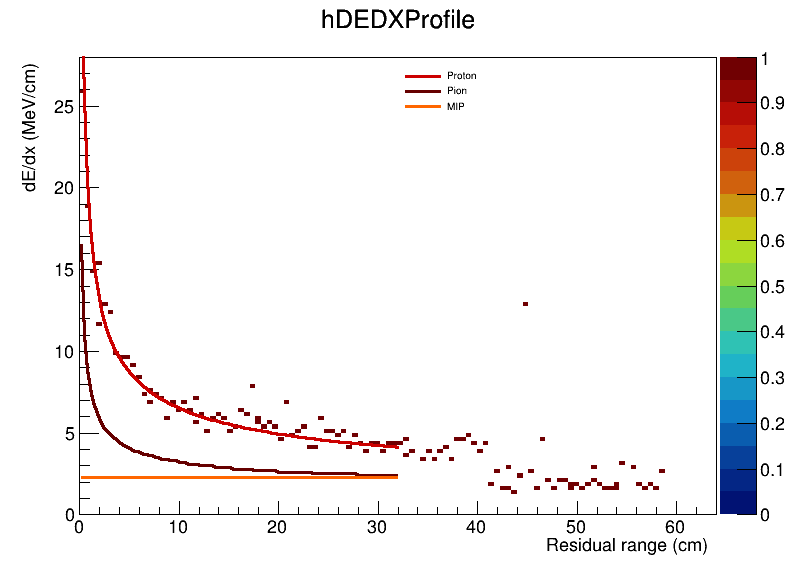 hDEDXProfile
dE/dx (MeV/cm)
25
20
15
10
5
0
Proton
Pion
MIP
1
0.9
0.8
0.7
0.6
0.5
0.4
0.3
0.2
0.1
0
0 10 20 30 40 50 60
Residual range (cm)